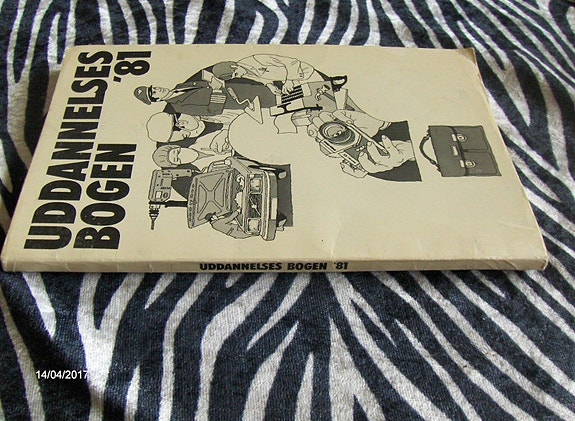 UDDANNELSES
BOGEN '81
UDDANNELSES BOGEN '81
14/04/2017